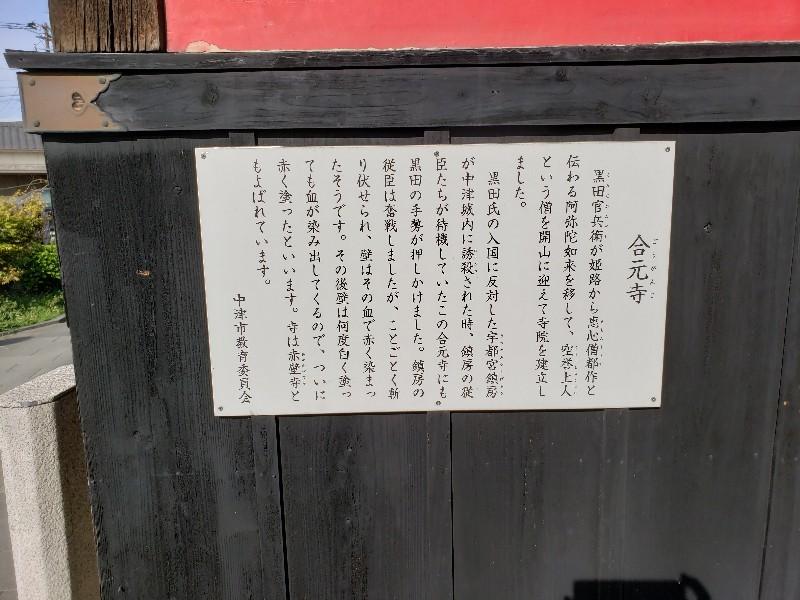 合元寺
黒田官兵衛が姫路から恵心僧都作と
伝わる阿弥陀如来を移して、空誉上人
という僧を開山に迎えて寺院を建立し
ました。
黒田氏の入国に反対した宇都宮鎮房
が中津城内に誘殺された時、鎮房の従
臣たちが待機していたこの合元寺にも
黒田の手勢が押しかけました。鎮房の
従臣は奮戦しましたが、ことごとく斬
り伏せられ、壁はその血で赤く染まっ
たそうです。その後壁は何度白く塗っ
ても血が染み出してくるので、ついに
赤く塗ったといいます。寺は赤壁寺と
もよばれています。
中津市教育委員会